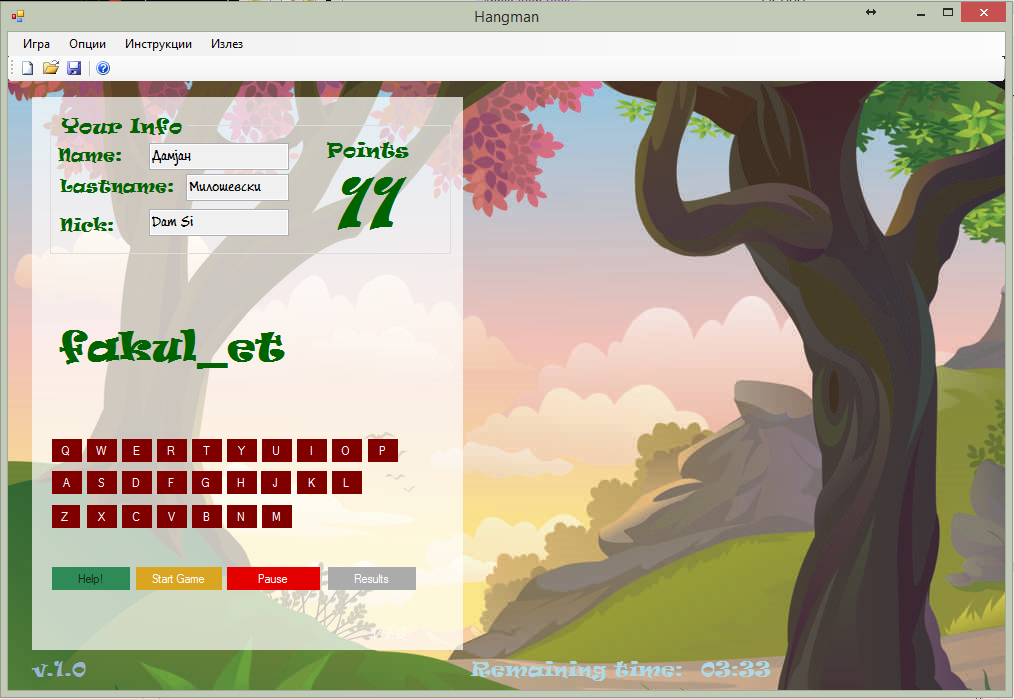 Hangman
Игра Опции Инструкции Излез
Your Info
Name: Дамјан
Points
Lastname: Милошевски
99
Nick: Dam Si
fakul_et
Q W E R T Y U I O P
A S D F G H J K L
Z X C V B N M
Help! Start Game Pause Results
v.1.0 Remaining time: 03:33